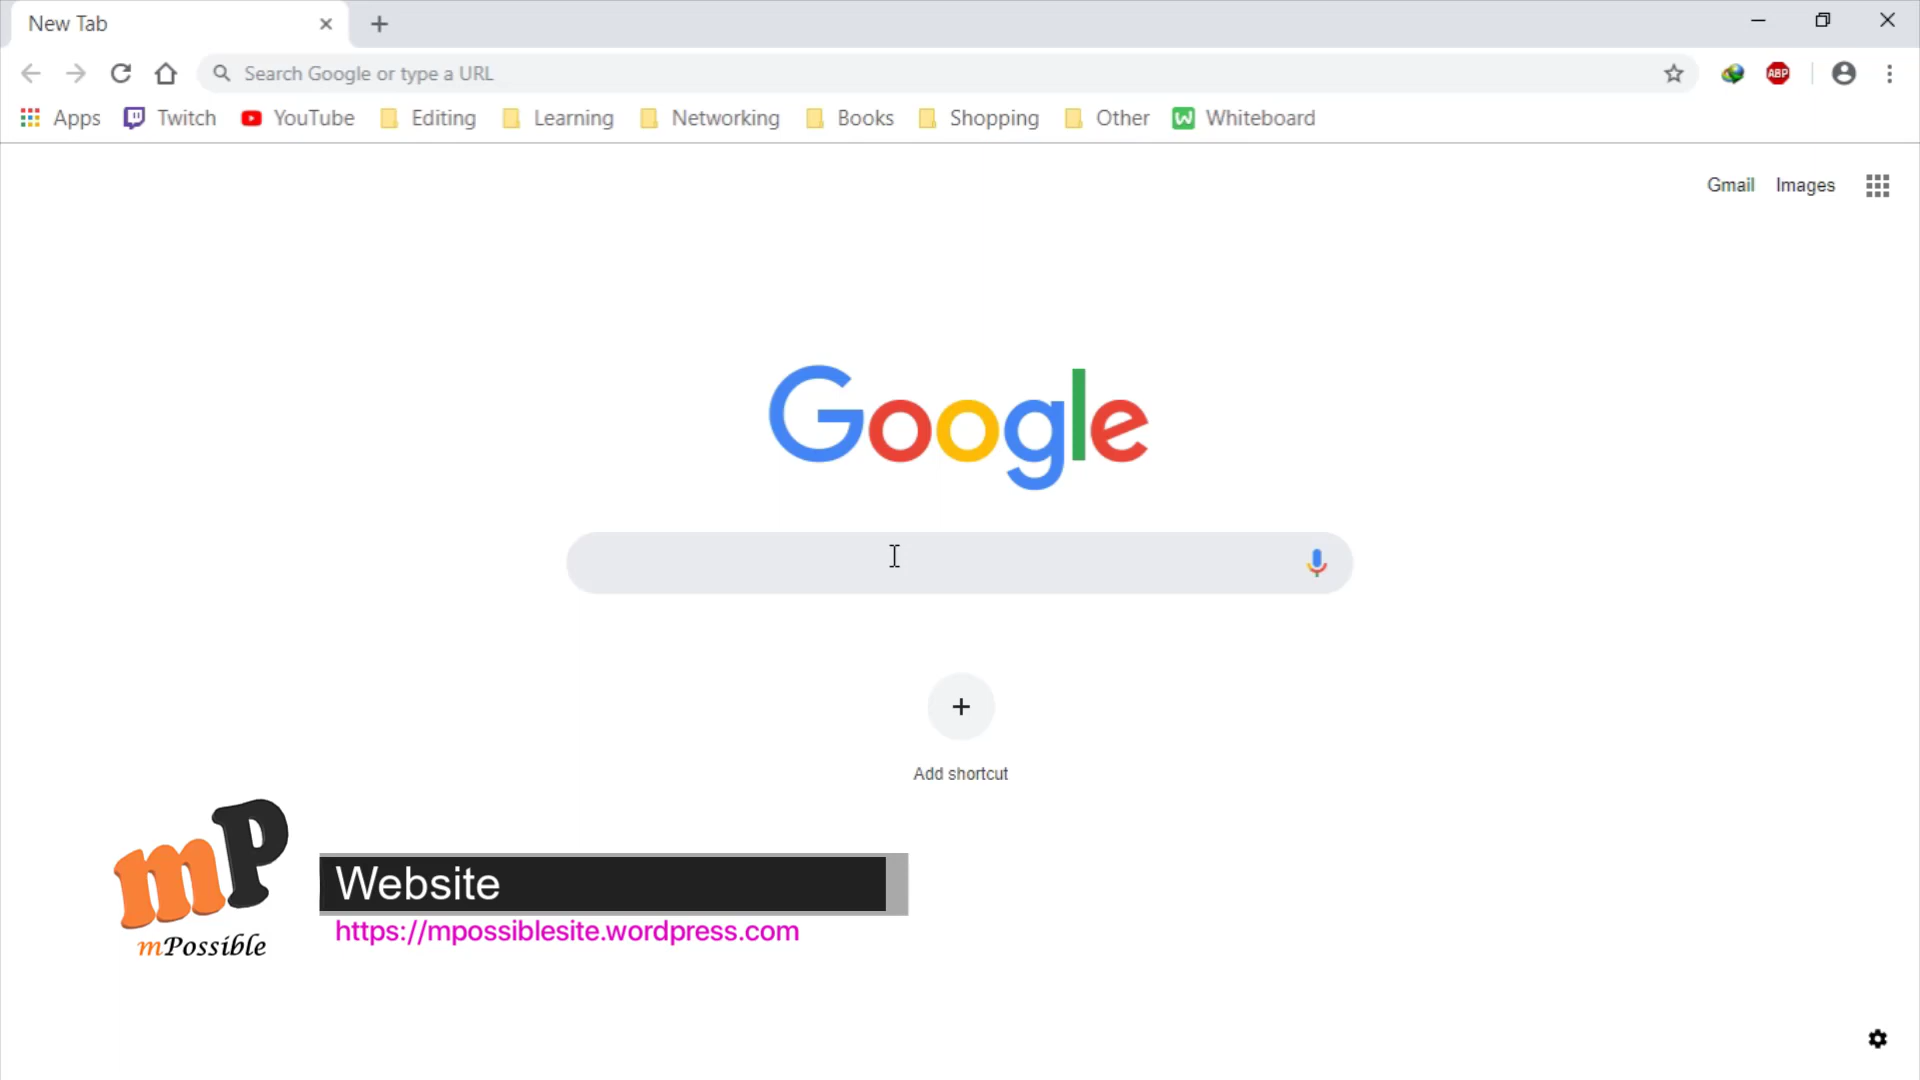 New Tab
Search Google or type a URL
ABP
Apps Twitch YouTube Editing Learning Networking Books Shopping Other Whiteboard
Gmail Images
Google
Add shortcut
mP
mPossible
Website
https://mpossiblesite.wordpress.com